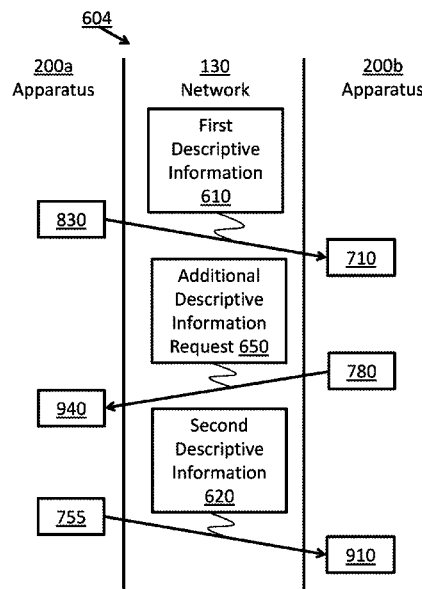 604
200a
Apparatus
130
Network
200b
Apparatus
First
Descriptive
Information
610
830
710
Additional
Descriptive
Information
Request 650
780
940
Second
Descriptive
Information
620
755
910